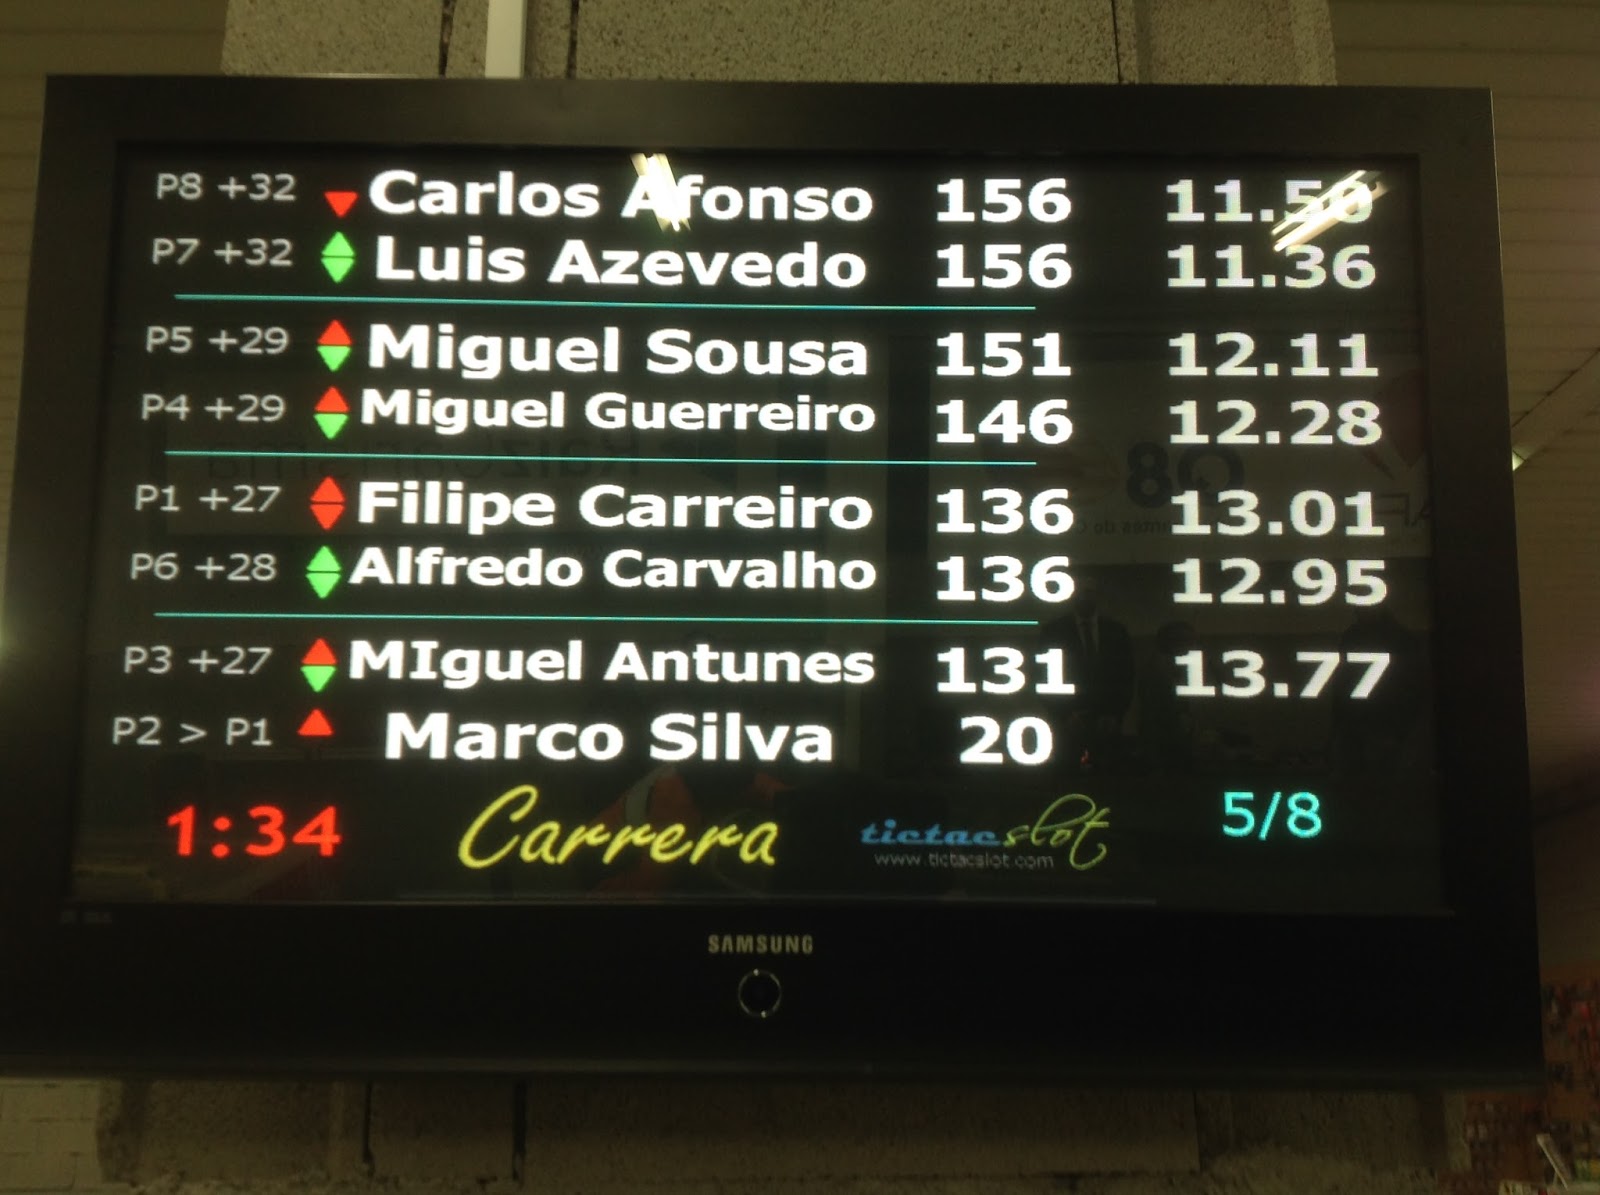 P8 +32 Carlos Afonso 156 11.50
P7 +32 Luis Azevedo 156 11.36
P5 +29 Miguel Sousa 151 12.11
P4 +29 Miguel Guerreiro 146 12.28
P1 +27 Filipe Carreiro 136 13.01
P6 +28 Alfredo Carvalho 136 12.95
P3 +27 MIguel Antunes 131 13.77
P2 > P1 Marco Silva 20
1:34 Carrera tictacslot 5/8
www.tictacslot.com
SAMSUNG